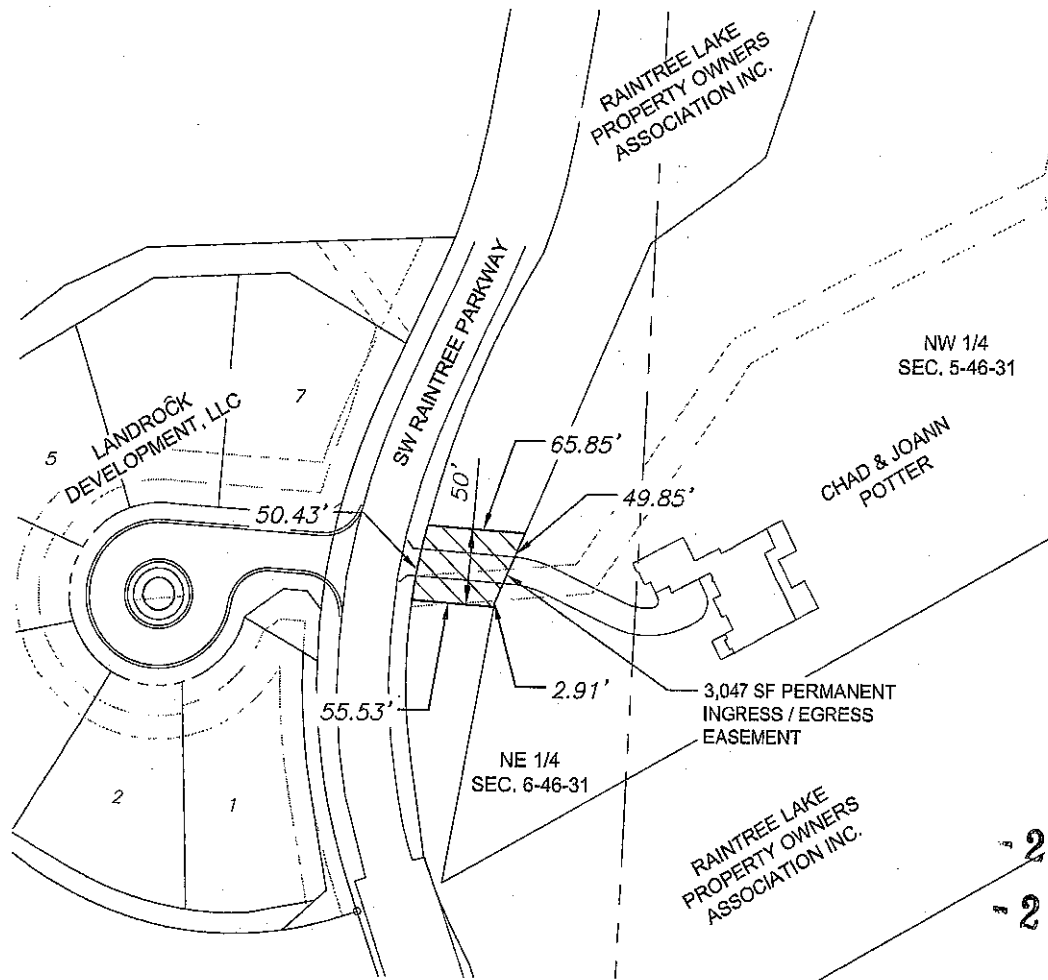 RAINTREE LAKE
PROPERTY OWNERS
ASSOCIATION INC.
SW RAINTREE PARKWAY
NW 1/4
SEC. 5-46-31
7
LANDROCK
DEVELOPMENT, LLC
5
65.85'
50'
49.85'
CHAD & JOANN
POTTER
50.43'
2.91'
3,047 SF PERMANENT
INGRESS / EGRESS
EASEMENT
55.53'
NE 1/4
SEC. 6-46-31
2
1
RAINTREE LAKE
PROPERTY OWNERS
ASSOCIATION INC.
- 2
- 2